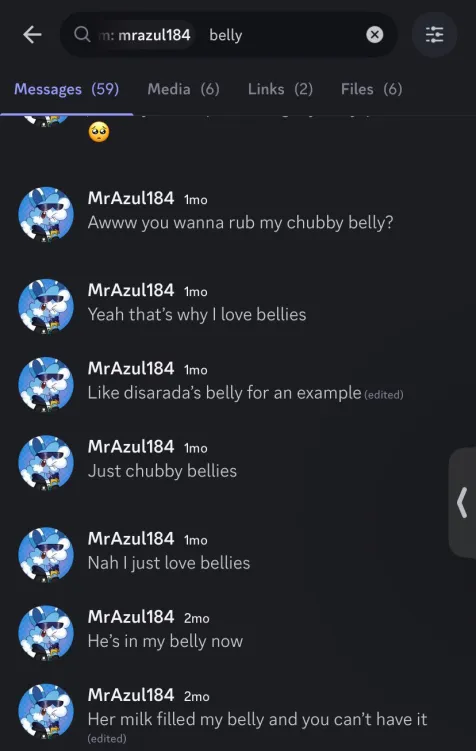 m: mrazul184 belly
Messages (59) Media (6) Links (2) Files (6)
🥺
MrAzul184 1mo
Awww you wanna rub my chubby belly?
MrAzul184 1mo
Yeah that's why I love bellies
MrAzul184 1mo
Like disarada's belly for an example (edited)
MrAzul184 1mo
Just chubby bellies
MrAzul184 1mo
Nah I just love bellies
MrAzul184 2mo
He's in my belly now
MrAzul184 2mo
Her milk filled my belly and you can't have it
(edited)